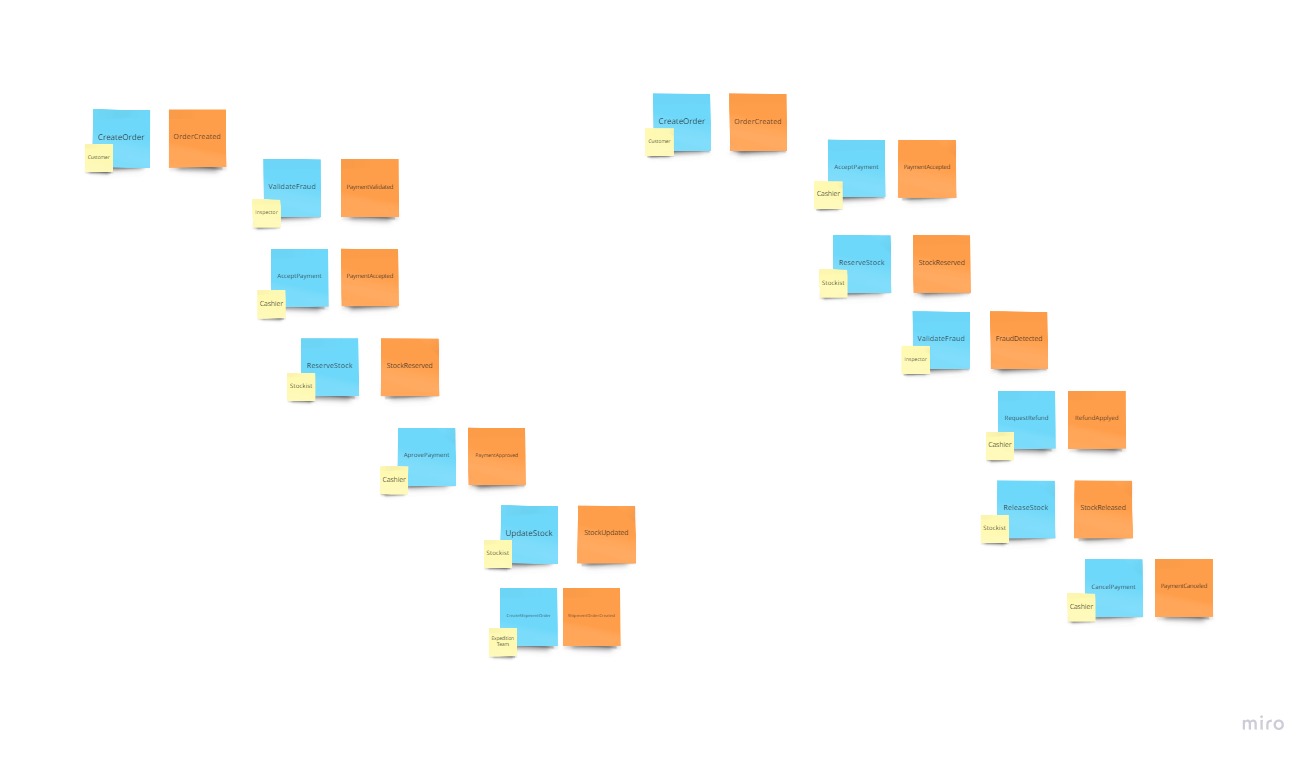 CreateOrder
Customer
OrderCreated
ValidateFraud
Inspector
PaymentValidated
AcceptPayment
Cashier
PaymentAccepted
ReserveStock
Stockist
StockReserved
AprovePayment
Cashier
PaymentApproved
UpdateStock
Stockist
StockUpdated
CreateShipmentOrder
Expedition
Team
ShipmentOrderCreated
CreateOrder
Customer
OrderCreated
AcceptPayment
Cashier
PaymentAccepted
ReserveStock
Stockist
StockReserved
ValidateFraud
Inspector
FraudDetected
RequestRefund
Cashier
RefundApplyed
ReleaseStock
Stockist
StockReleased
CancelPayment
Cashier
PaymentCanceled
miro